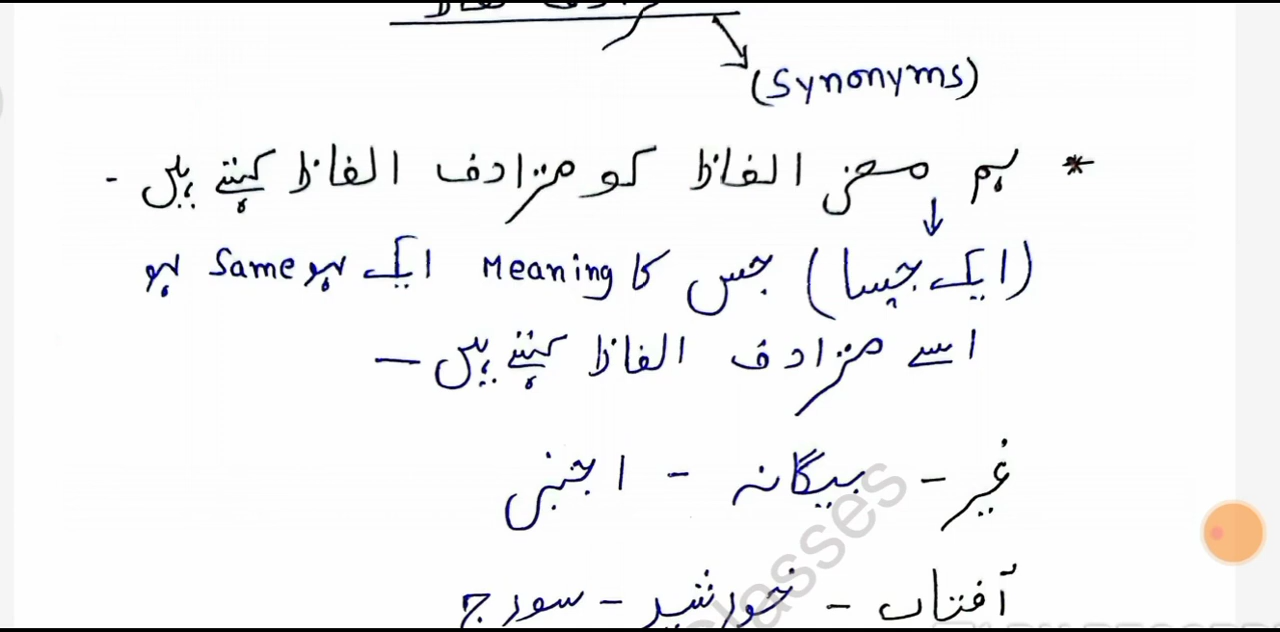 (Synonyms)
* ہم معنی الفاظ کو مترادف الفاظ کہتے ہیں -
(ایک جیسا) جس کا Meaning ایک ہو Same ہو
اسے مترادف الفاظ کہتے ہیں —
غیر - بیگانہ - اجنبی
آفتاب - خورشید - سورج
classes